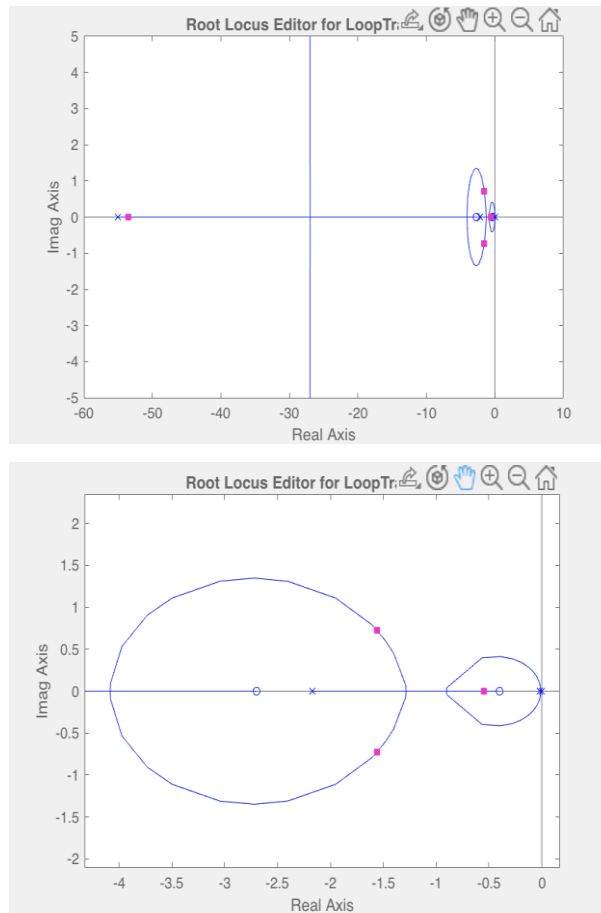 Root Locus Editor for LoopTr
5
4
3
2
1
0
-1
-2
-3
-4
-5
Imag Axis
-60 -50 -40 -30 -20 -10 0 10
Real Axis
Root Locus Editor for LoopTr
2
1.5
1
0.5
0
-0.5
-1
-1.5
-2
Imag Axis
-4 -3.5 -3 -2.5 -2 -1.5 -1 -0.5 0
Real Axis